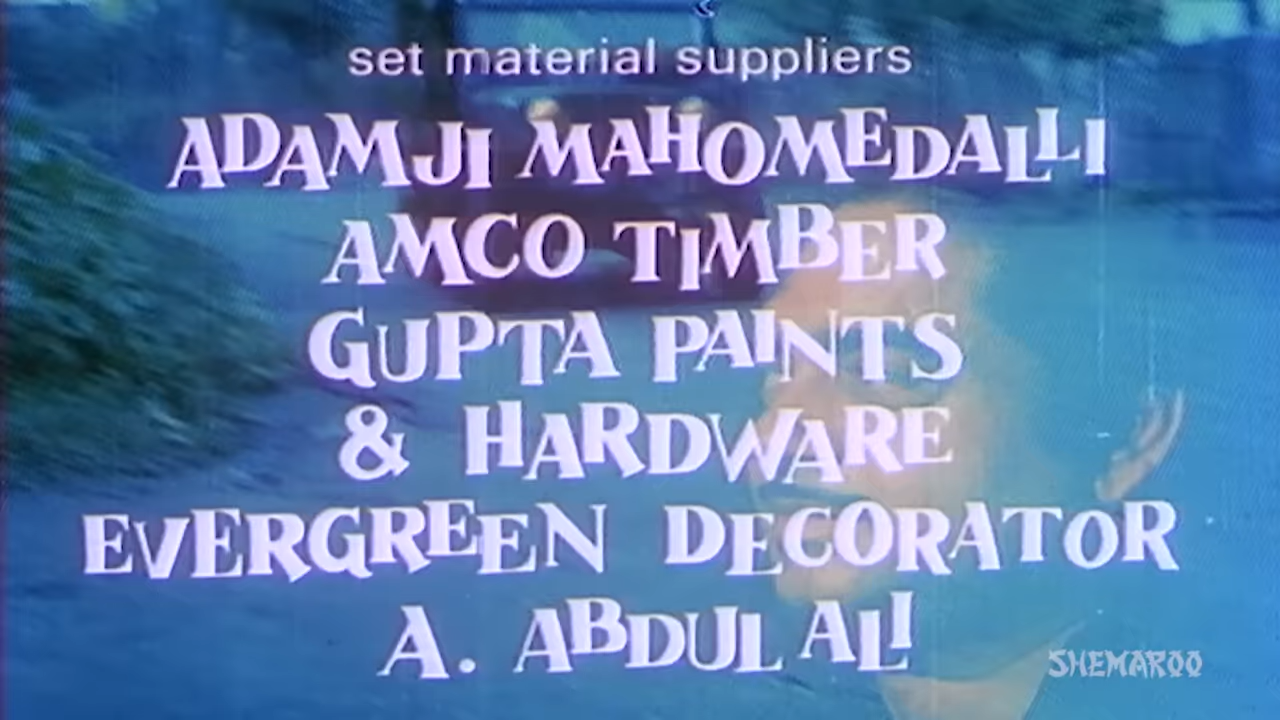 set material suppliers
ADAMJI MAHOMEDALLI
AMCO TIMBER
GUPTA PAINTS
& HARDWARE
EVERGREEN DECORATOR
A. ABDUL ALI
SHEMAROO